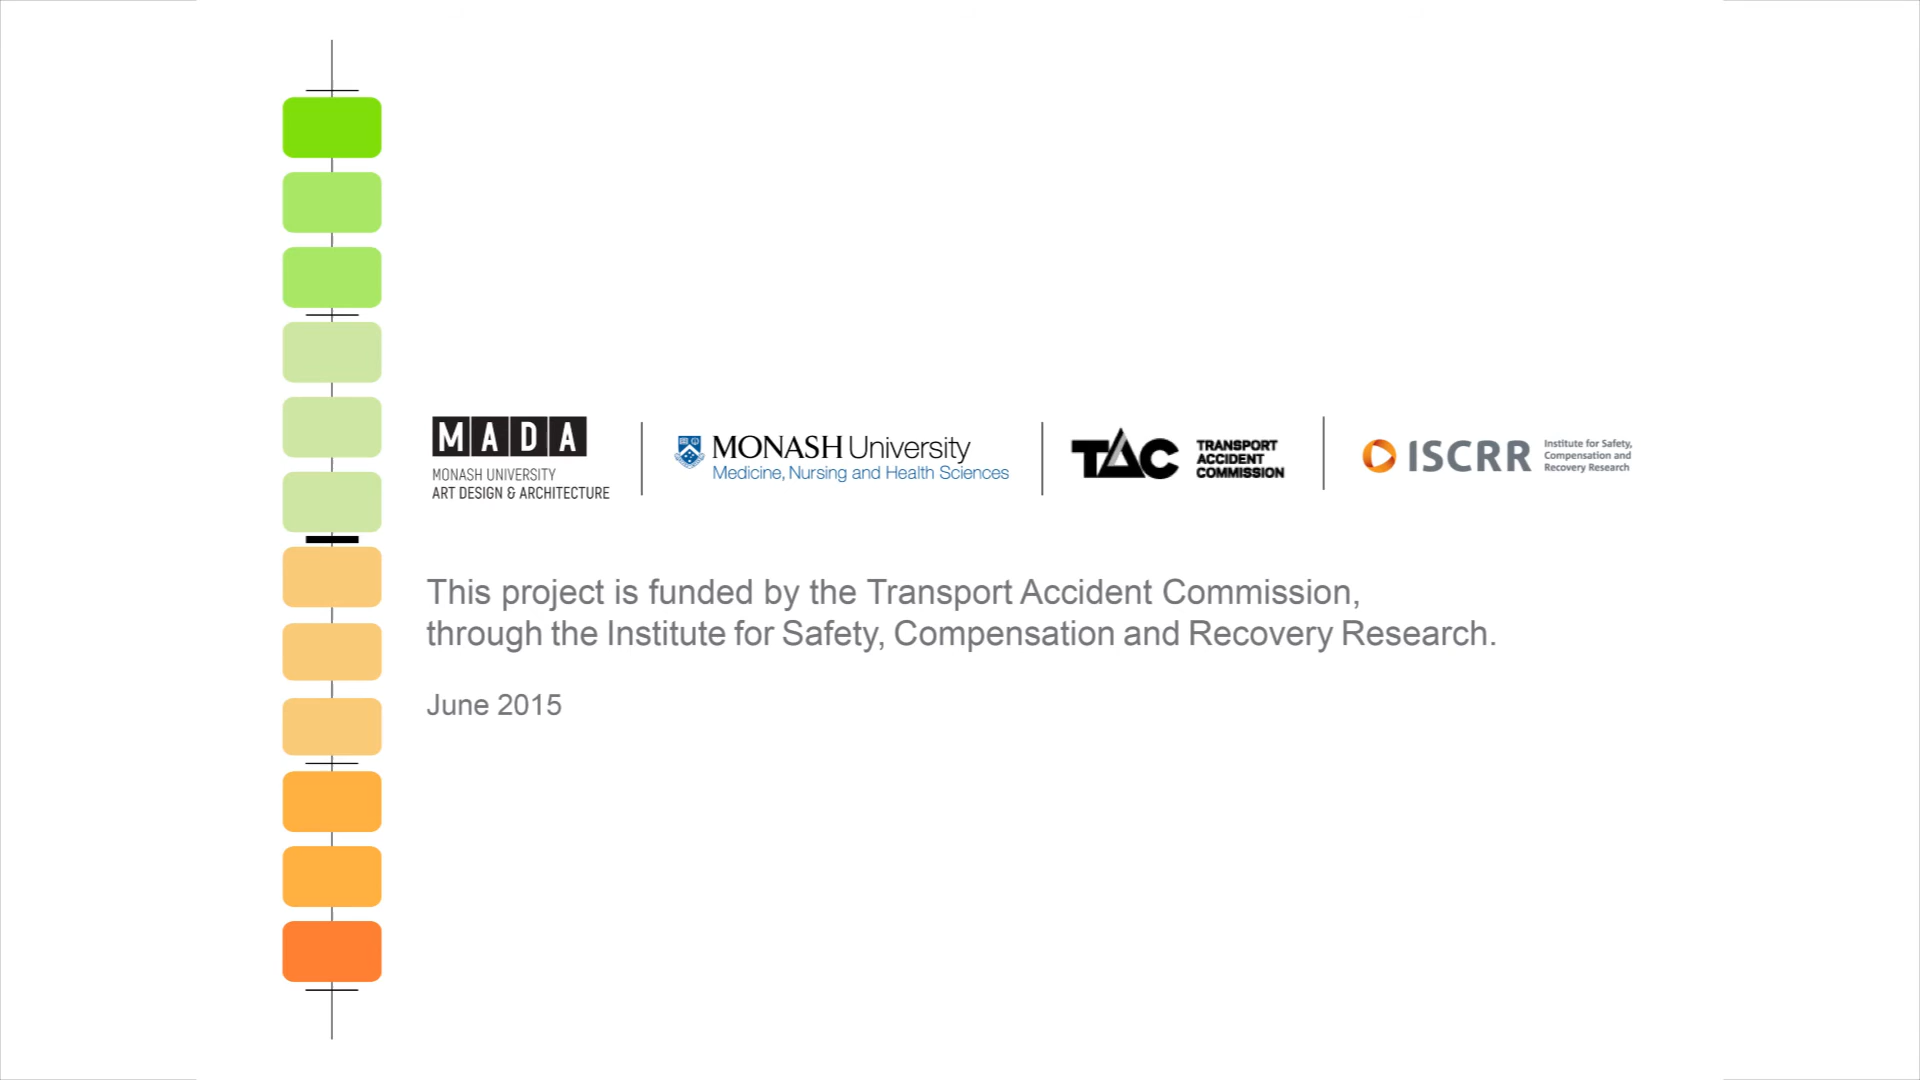 MADA
MONASH UNIVERSITY
ART DESIGN & ARCHITECTURE
MONASH University
Medicine, Nursing and Health Sciences
TAC
TRANSPORT
ACCIDENT
COMMISSION
ISCRR
Institute for Safety,
Compensation and
Recovery Research
This project is funded by the Transport Accident Commission,
through the Institute for Safety, Compensation and Recovery Research.
June 2015